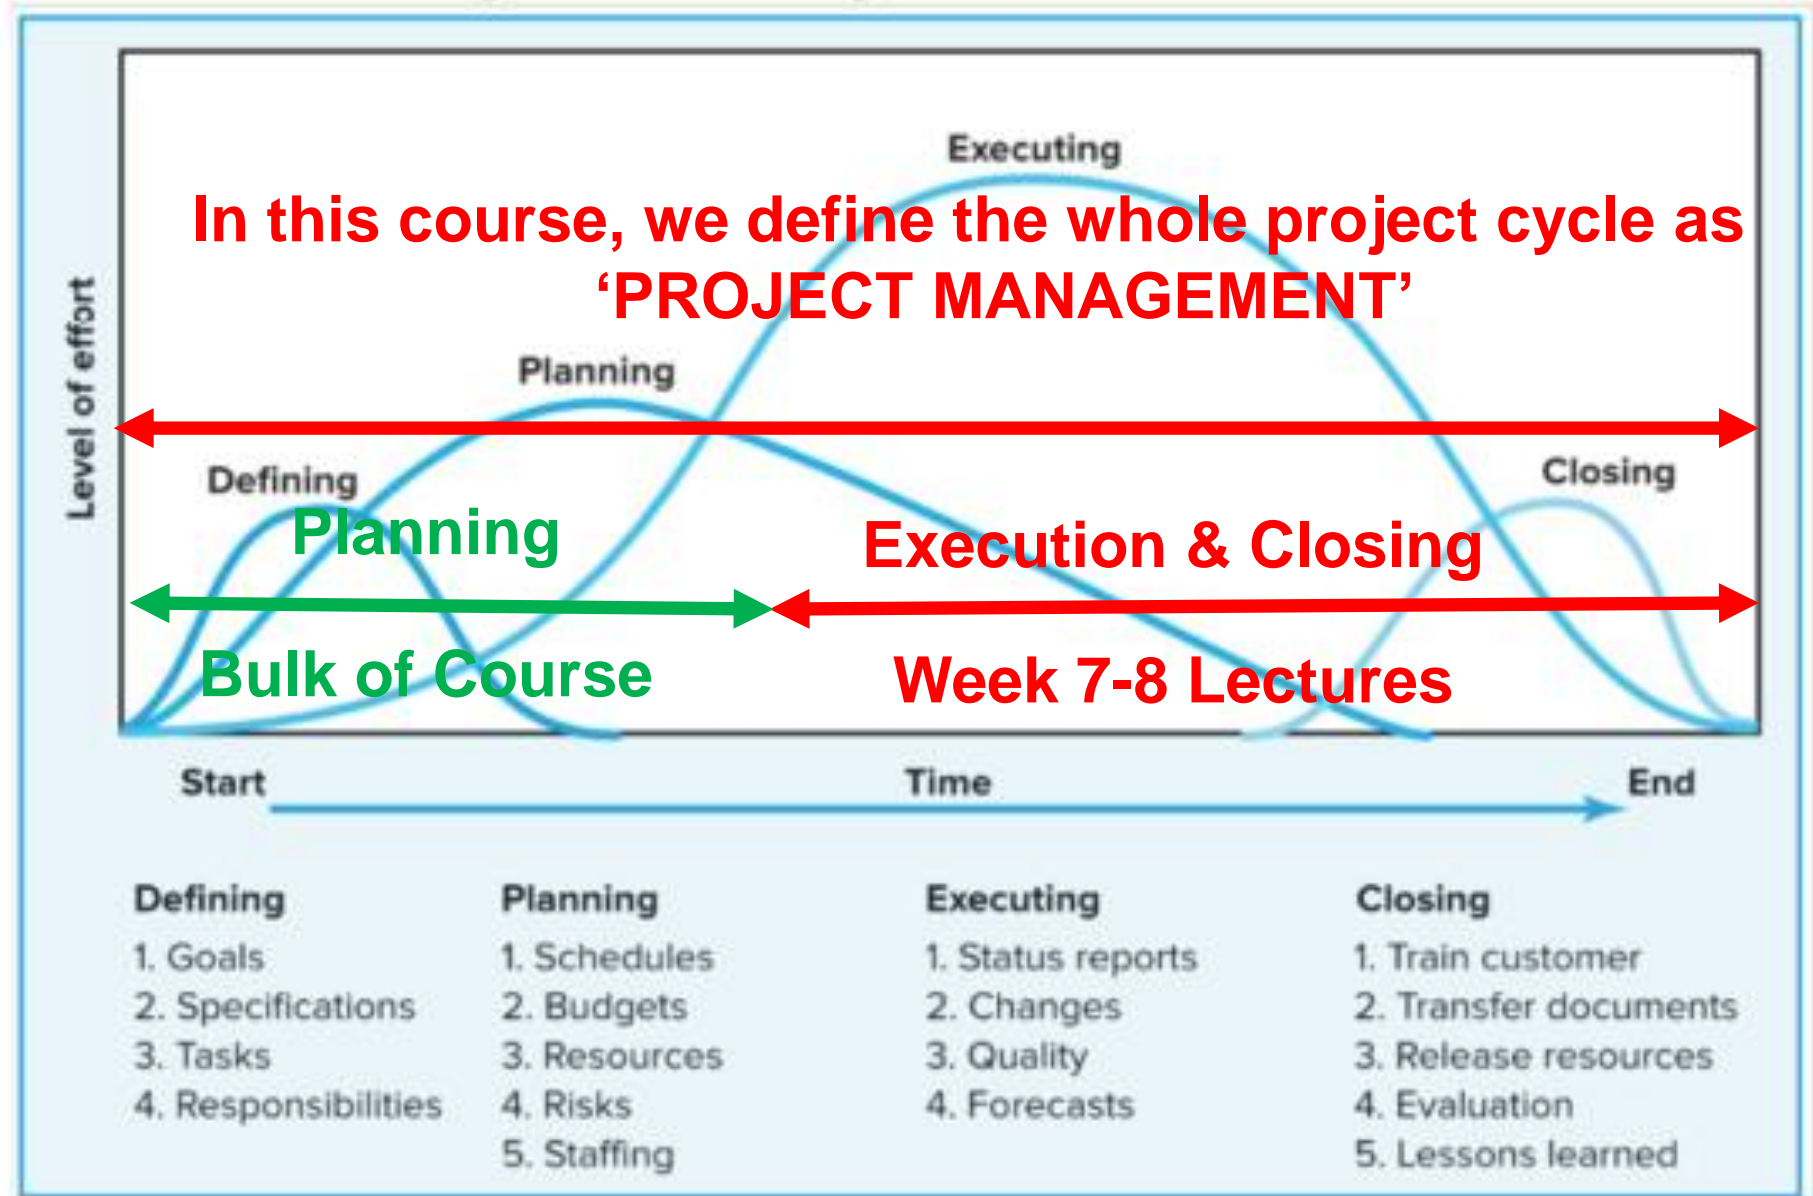 Executing
In this course, we define the whole project cycle as
‘PROJECT MANAGEMENT’
Level of effort
Planning
Defining
Closing
Planning
Execution & Closing
Bulk of Course
Week 7-8 Lectures
Start
Time
End
Defining
1. Goals
2. Specifications
3. Tasks
4. Responsibilities
Planning
1. Schedules
2. Budgets
3. Resources
4. Risks
5. Staffing
Executing
1. Status reports
2. Changes
3. Quality
4. Forecasts
Closing
1. Train customer
2. Transfer documents
3. Release resources
4. Evaluation
5. Lessons learned